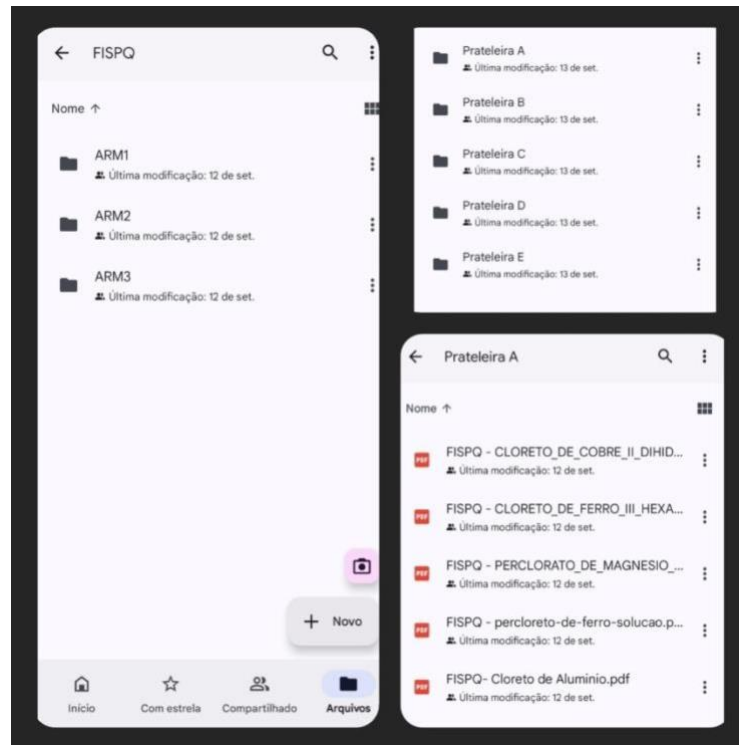 FISPQ
Nome ↑
ARM1
Última modificação: 12 de set.
ARM2
Última modificação: 12 de set.
ARM3
Última modificação: 12 de set.
+ Novo
Início
Com estrela
Compartilhado
Arquivos
Prateleira A
Última modificação: 13 de set.
Prateleira B
Última modificação: 13 de set.
Prateleira C
Última modificação: 13 de set.
Prateleira D
Última modificação: 13 de set.
Prateleira E
Última modificação: 13 de set.
Prateleira A
Nome ↑
PDF
FISPQ - CLORETO_DE_COBRE_II_DIHID...
Última modificação: 12 de set.
PDF
FISPQ - CLORETO_DE_FERRO_III_HEXA...
Última modificação: 12 de set.
PDF
FISPQ - PERCLORATO_DE_MAGNESIO_...
Última modificação: 12 de set.
PDF
FISPQ - percloreto-de-ferro-solucao.p...
Última modificação: 12 de set.
PDF
FISPQ- Cloreto de Aluminio.pdf
Última modificação: 12 de set.